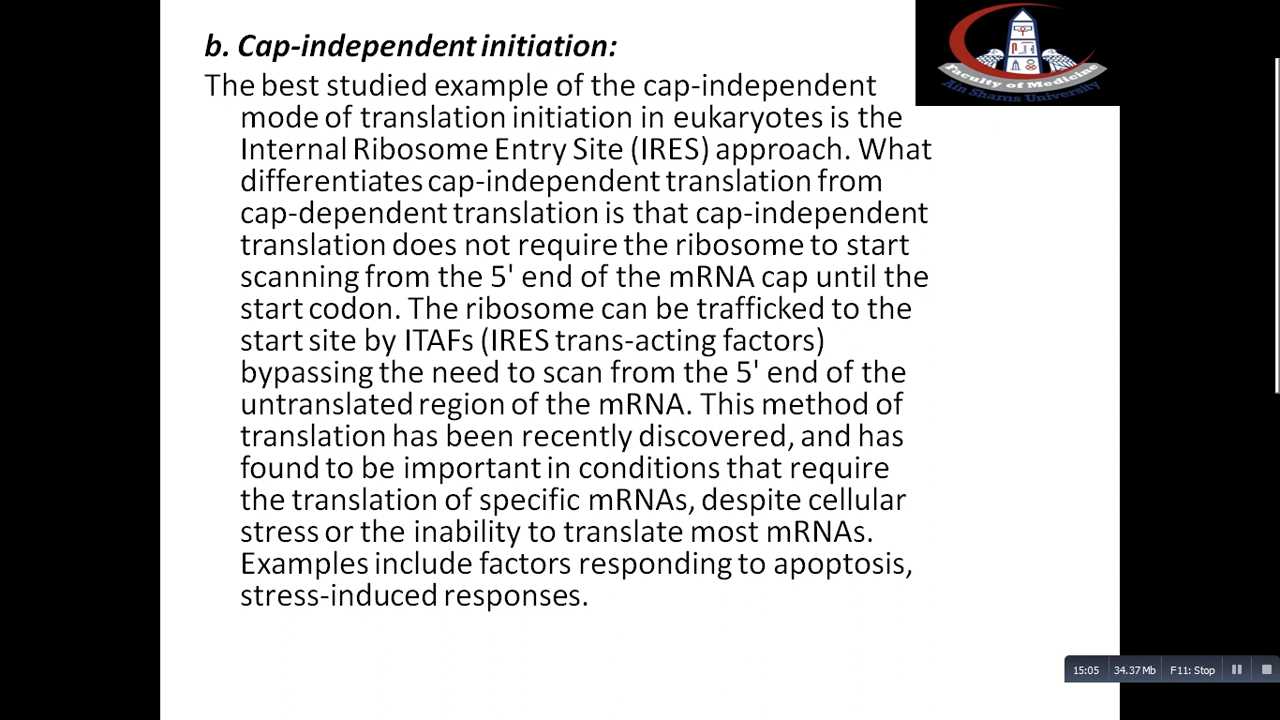 b. Cap-independent initiation:
The best studied example of the cap-independent
mode of translation initiation in eukaryotes is the
Internal Ribosome Entry Site (IRES) approach. What
differentiates cap-independent translation from
cap-dependent translation is that cap-independent
translation does not require the ribosome to start
scanning from the 5' end of the mRNA cap until the
start codon. The ribosome can be trafficked to the
start site by ITAFs (IRES trans-acting factors)
bypassing the need to scan from the 5' end of the
untranslated region of the mRNA. This method of
translation has been recently discovered, and has
found to be important in conditions that require
the translation of specific mRNAs, despite cellular
stress or the inability to translate most mRNAs.
Examples include factors responding to apoptosis,
stress-induced responses.
Faculty of Medicine
Ain Shams University
15:05 34.37 Mb F11: Stop